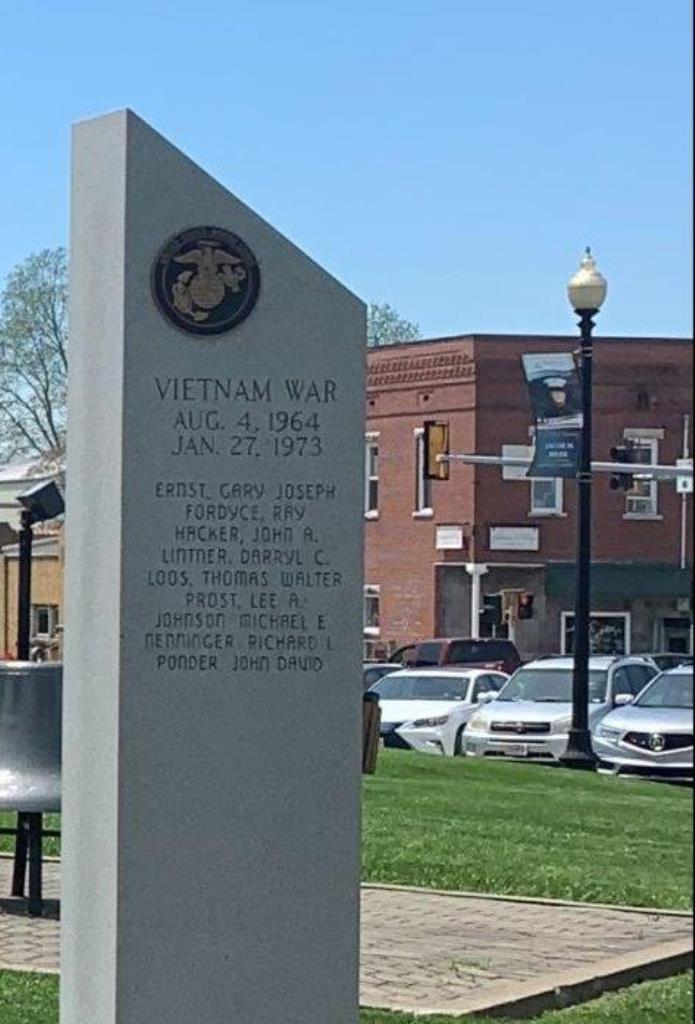 VIETNAM WAR
AUG. 4, 1964
JAN. 27, 1973
ERNST, GARY JOSEPH
FORDYCE, RAY
HACKER, JOHN A.
LINTNER, DARRYL C.
LOOS, THOMAS WALTER
PROST, LEE A.
JOHNSON MICHAEL E
NENNINGER RICHARD L
PONDER JOHN DAVID